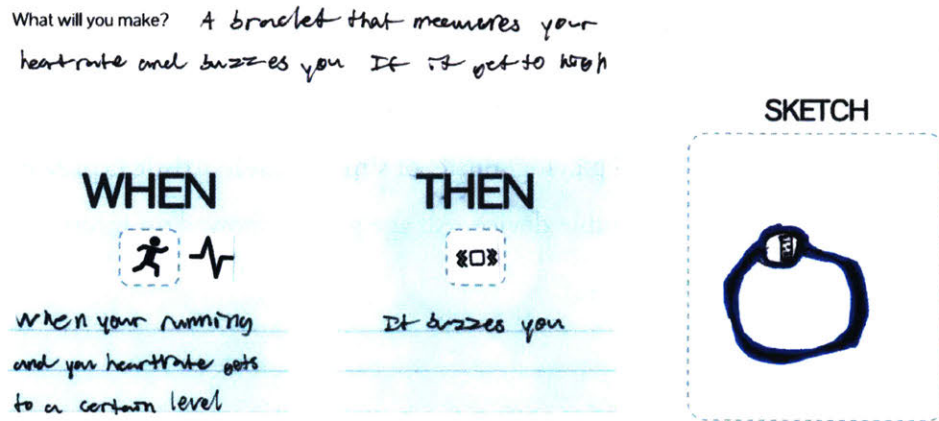 What will you make? A braclet that meeumeres your
heartrate and buzzes you If it get to high
SKETCH
WHEN
THEN
when your running
It buzzes you
and you heartrate gets
to a certain level